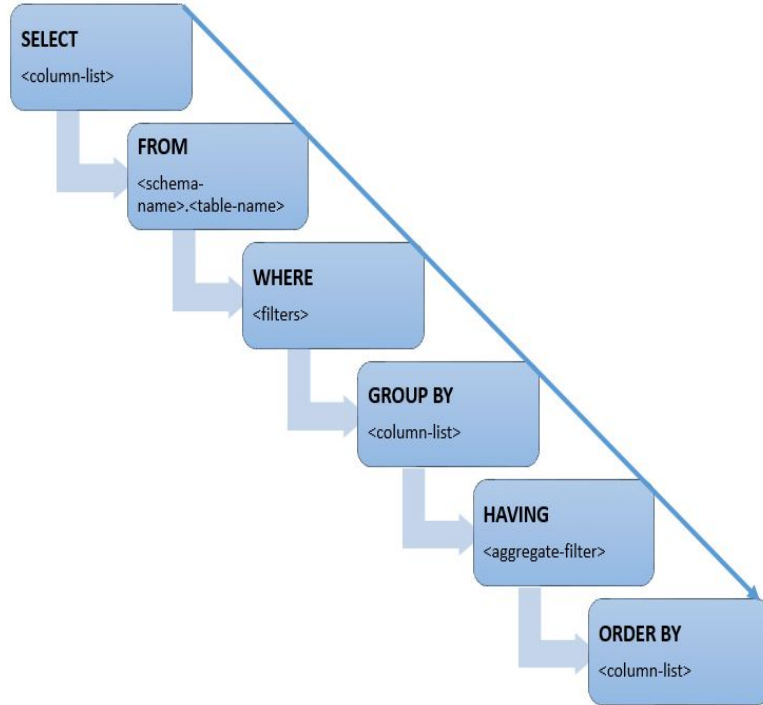 SELECT
<column-list>
FROM
<schema-
name>.<table-name>
WHERE
<filters>
GROUP BY
<column-list>
HAVING
<aggregate-filter>
ORDER BY
<column-list>